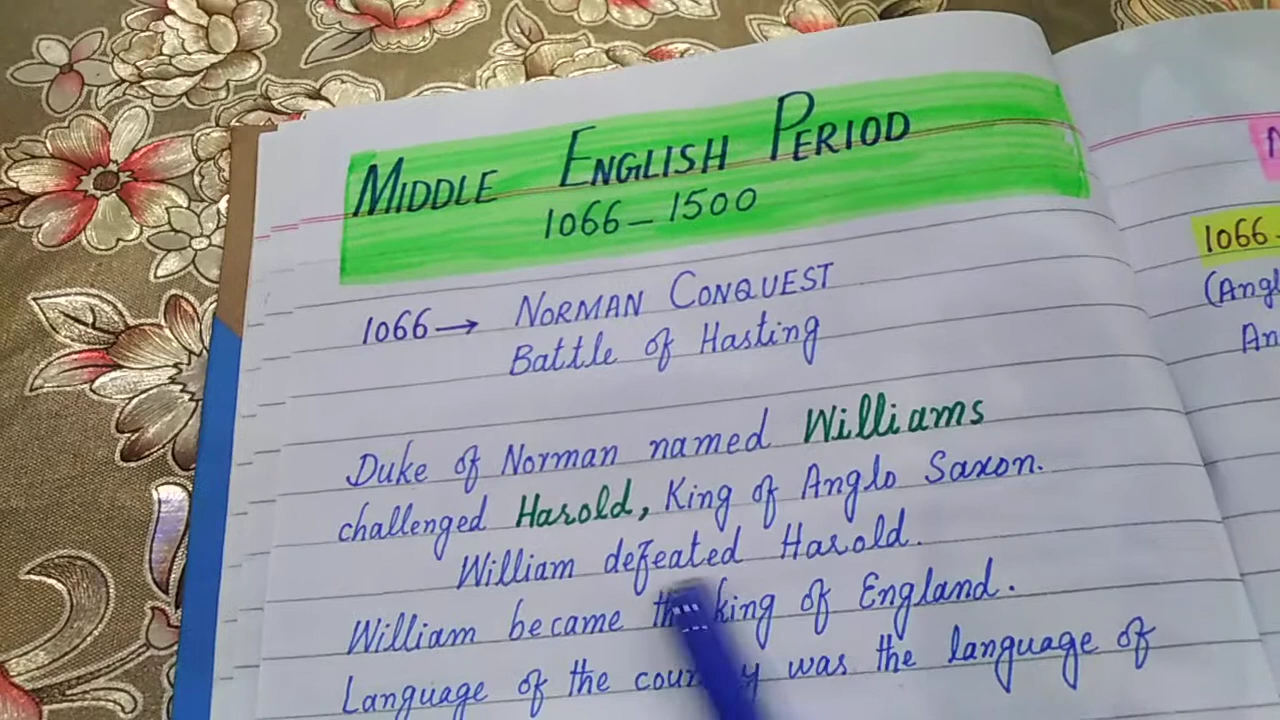 MIDDLE ENGLISH PERIOD
1066 – 1500
1066 → NORMAN CONQUEST
Battle of Hasting
Duke of Norman named Williams
challenged Harold, King of Anglo Saxon.
William defeated Harold.
William became the king of England.
Language of the was the language of
1066 -
(Angl
An